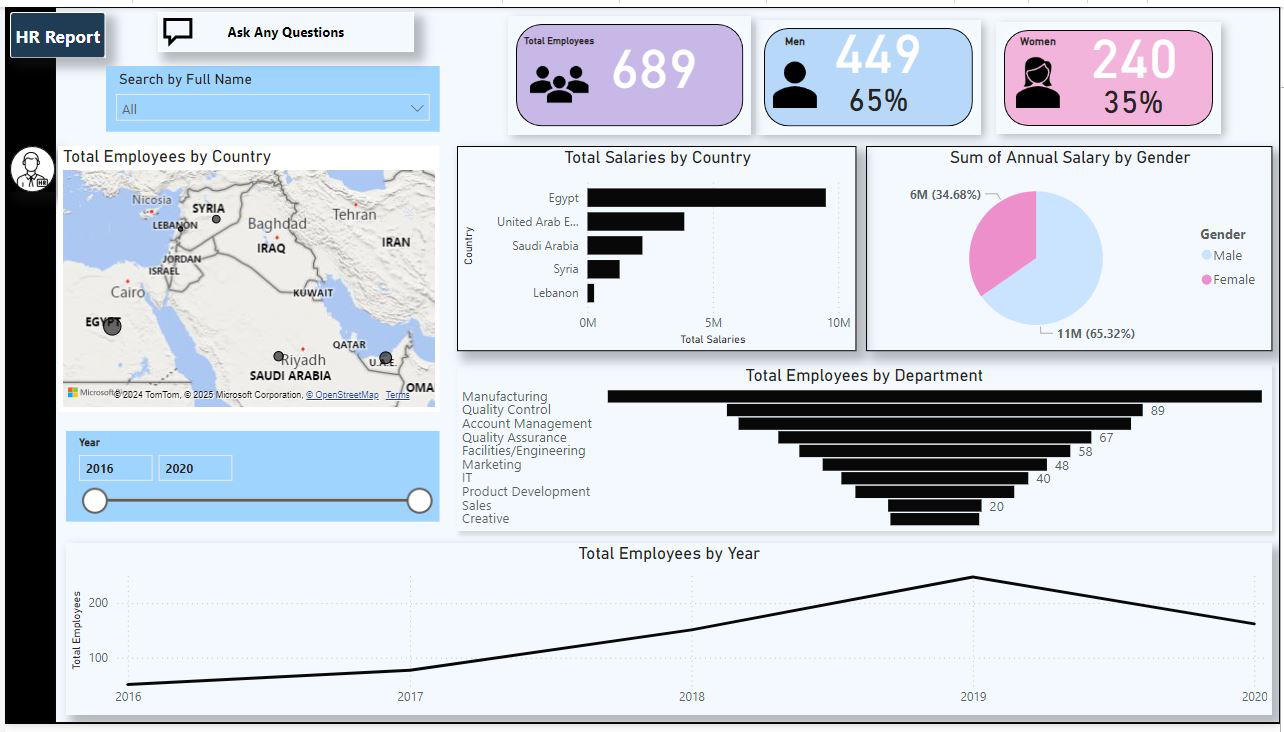 HR Report
Ask Any Questions
Search by Full Name
All
Total Employees
689
Men
449
65%
Women
240
35%
Total Employees by Country
Nicosia
SYRIA
LEBANON
Baghdad
Tehran
IRAQ
IRAN
JORDAN
ISRAEL
Cairo
KUWAIT
EGYPT
QATAR
Riyadh
U.A.E.
SAUDI ARABIA
OMA
Microsoft
©2024 TomTom, © 2025 Microsoft Corporation, © OpenStreetMap Terms
Total Salaries by Country
Country
Egypt
United Arab E...
Saudi Arabia
Syria
Lebanon
0M 5M 10M
Total Salaries
Sum of Annual Salary by Gender
6M (34.68%)
11M (65.32%)
Gender
Male
Female
Year
2016 2020
Total Employees by Department
Manufacturing
Quality Control 89
Account Management
Quality Assurance 67
Facilities/Engineering 58
Marketing 48
IT 40
Product Development
Sales 20
Creative
Total Employees by Year
Total Employees
200
100
2016 2017 2018 2019 2020